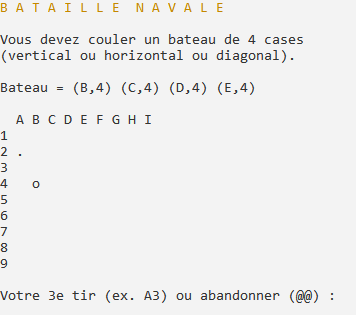 B A T A I L L E  N A V A L E
Vous devez couler un bateau de 4 cases
(vertical ou horizontal ou diagonal).
Bateau = (B,4) (C,4) (D,4) (E,4)
  A B C D E F G H I
1
2 .
3
4   o
5
6
7
8
9
Votre 3e tir (ex. A3) ou abandonner (@@) :